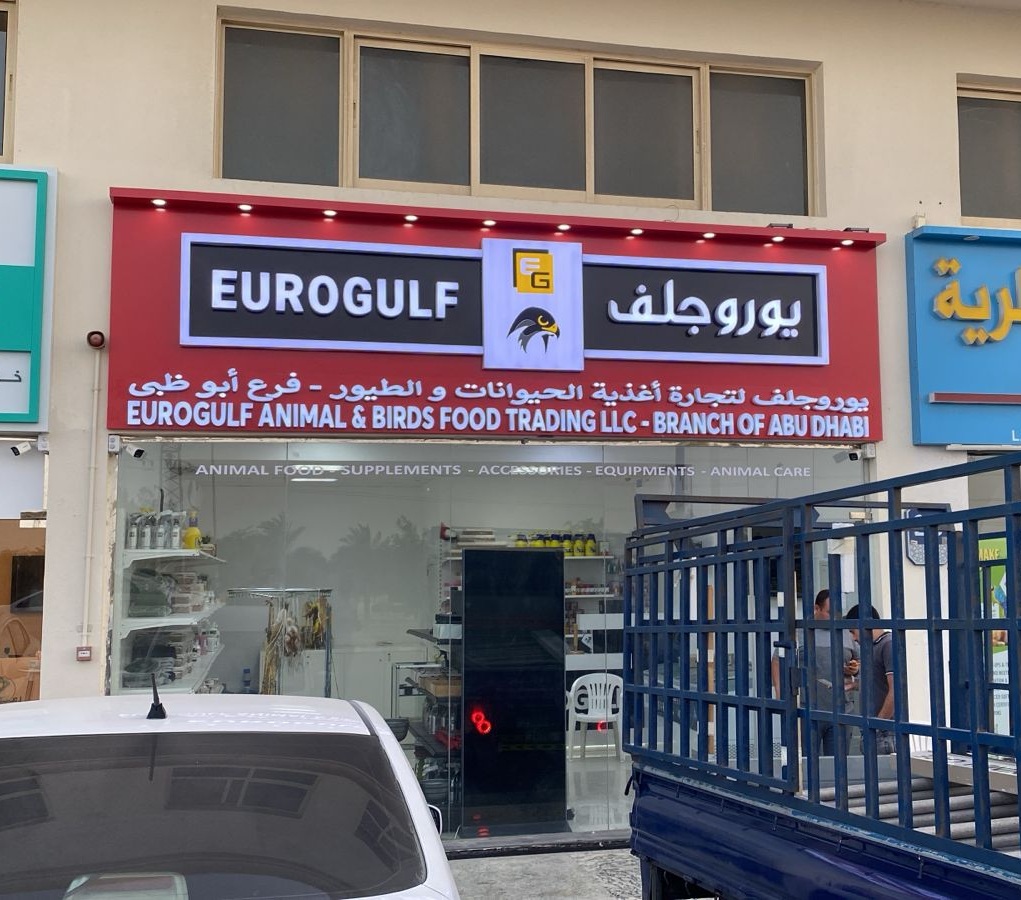 EUROGULF
EG
يوروجلف
يوروجلف لتجارة أغذية الحيوانات و الطيور - فرع أبو ظبى
EUROGULF ANIMAL & BIRDS FOOD TRADING LLC - BRANCH OF ABU DHABI
ANIMAL FOOD - SUPPLEMENTS - ACCESSORIES - EQUIPMENTS - ANIMAL CARE
MAKE